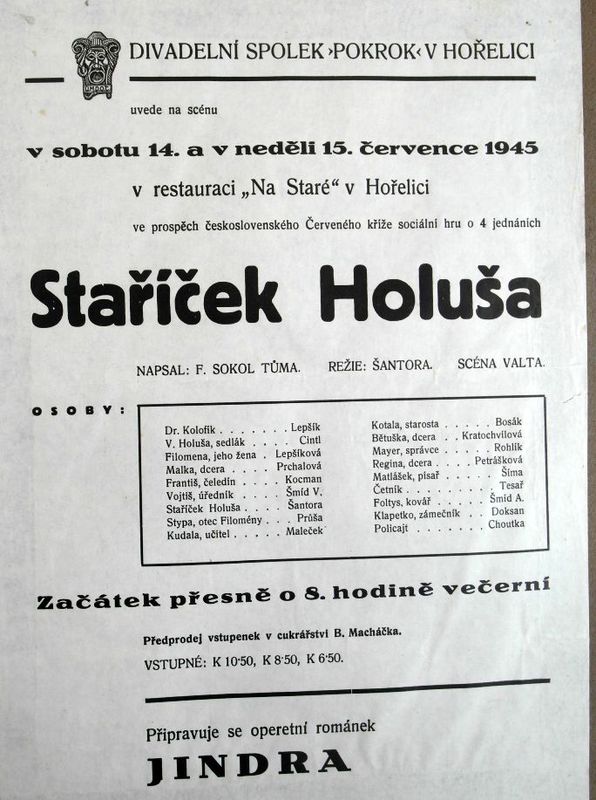 DIVADELNÍ SPOLEK ›POKROK‹ V HOŘELICI
uvede na scénu
v sobotu 14. a v neděli 15. července 1945
v restauraci „Na Staré“ v Hořelici
ve prospěch československého Červeného kříže sociální hru o 4 jednáních
Staříček Holuša
NAPSAL: F. SOKOL TŮMA. REŽIE: ŠANTORA. SCÉNA VALTA.
OSOBY:
Dr. Kolofik . . . . . . . Lepšík
V. Holuša, sedlák . . . . Cintl
Filomena, jeho žena . Lepšíková
Malka, dcera . . . . Prchalová
Františ, čeledín . . . Kocman
Vojtiš, úředník . . . . Šmíd V.
Staříček Holuša . . . Šantora
Stypa, otec Filomény . . Průša
Kudala, učitel . . . . Maleček
Kotala, starosta . . . . . Bosák
Bětuška, dcera . . Kratochvilová
Mayer, správce . . . . Rohlík
Regina, dcera . . . . Petrášková
Matlášek, písař . . . . Šíma
Četník . . . . . . . . Tesař
Foltys, kovář . . . . Šmíd A.
Klapetko, zámečník . . Doksan
Policajt . . . . . . . Choutka
Začátek přesně o 8. hodině večerní
Předprodej vstupenek v cukrářství B. Macháčka.
VSTUPNÉ: K 10·50, K 8·50, K 6·50.
Připravuje se operetní románek
JINDRA